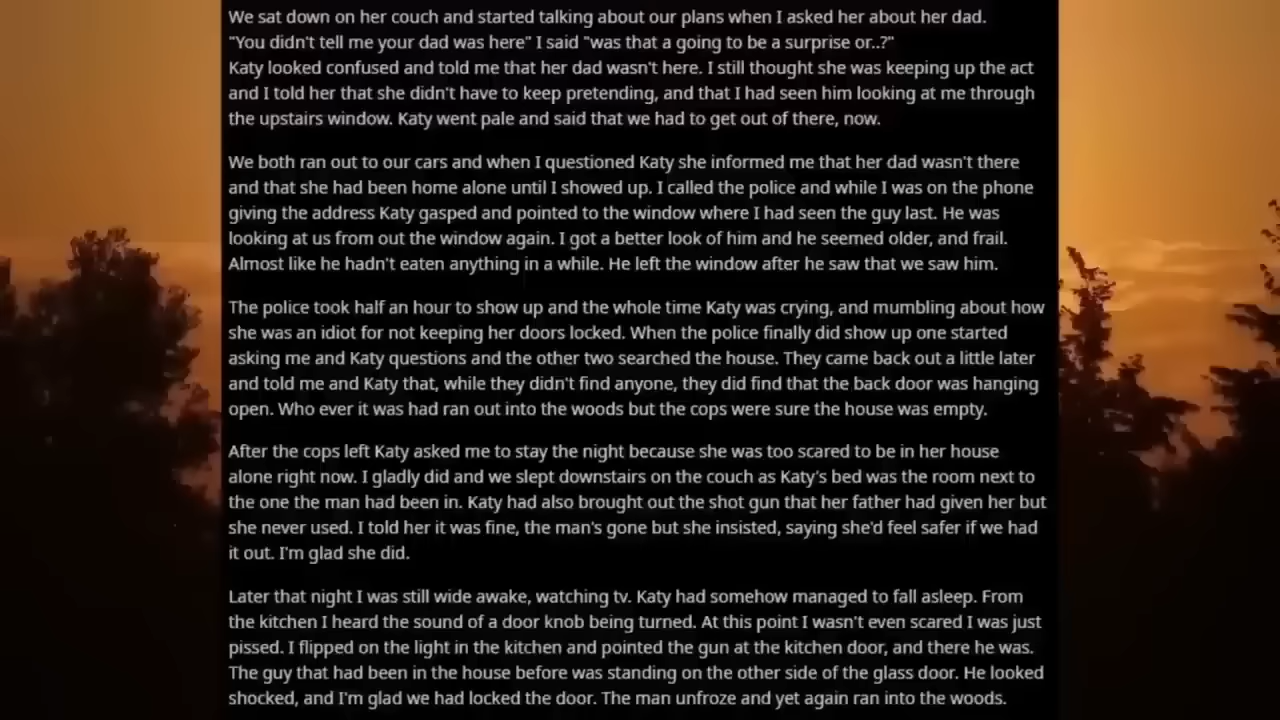 We sat down on her couch and started talking about our plans when I asked her about her dad.
"You didn't tell me your dad was here" I said "was that a going to be a surprise or..?"
Katy looked confused and told me that her dad wasn't here. I still thought she was keeping up the act
and I told her that she didn't have to keep pretending, and that I had seen him looking at me through
the upstairs window. Katy went pale and said that we had to get out of there, now.
We both ran out to our cars and when I questioned Katy she informed me that her dad wasn't there
and that she had been home alone until I showed up. I called the police and while I was on the phone
giving the address Katy gasped and pointed to the window where I had seen the guy last. He was
looking at us from out the window again. I got a better look of him and he seemed older, and frail.
Almost like he hadn't eaten anything in a while. He left the window after he saw that we saw him.
The police took half an hour to show up and the whole time Katy was crying, and mumbling about how
she was an idiot for not keeping her doors locked. When the police finally did show up one started
asking me and Katy questions and the other two searched the house. They came back out a little later
and told me and Katy that, while they didn't find anyone, they did find that the back door was hanging
open. Who ever it was had ran out into the woods but the cops were sure the house was empty.
After the cops left Katy asked me to stay the night because she was too scared to be in her house
alone right now. I gladly did and we slept downstairs on the couch as Katy's bed was the room next to
the one the man had been in. Katy had also brought out the shot gun that her father had given her but
she never used. I told her it was fine, the man's gone but she insisted, saying she'd feel safer if we had
it out. I'm glad she did.
Later that night I was still wide awake, watching tv. Katy had somehow managed to fall asleep. From
the kitchen I heard the sound of a door knob being turned. At this point I wasn't even scared I was just
pissed. I flipped on the light in the kitchen and pointed the gun at the kitchen door, and there he was.
The guy that had been in the house before was standing on the other side of the glass door. He looked
shocked, and I'm glad we had locked the door. The man unfroze and yet again ran into the woods.